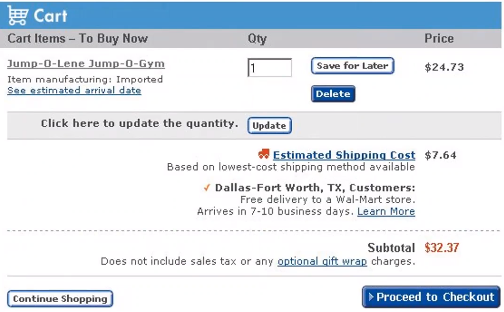 Cart
Cart Items – To Buy Now Qty Price
Jump-O-Lene Jump-O-Gym 1 Save for Later $24.73
Item manufacturing: Imported
See estimated arrival date Delete
Click here to update the quantity. Update
Estimated Shipping Cost $7.64
Based on lowest-cost shipping method available
✓ Dallas-Fort Worth, TX, Customers:
Free delivery to a Wal-Mart store.
Arrives in 7-10 business days. Learn More
Subtotal $32.37
Does not include sales tax or any optional gift wrap charges.
Continue Shopping Proceed to Checkout